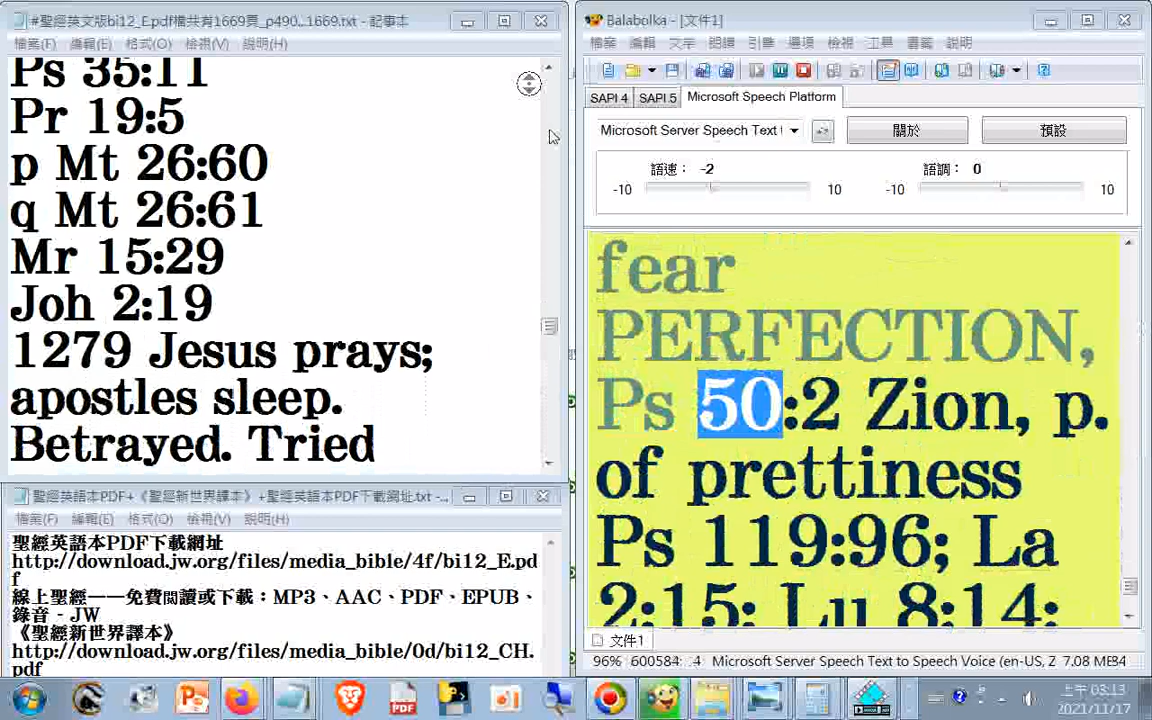 #聖經英文版bi12_E.pdf檔共有1669頁_p490...1669.txt - 記事本
檔案(F) 編輯(E) 格式(O) 檢視(V) 說明(H)
Ps 35:11
Pr 19:5
p Mt 26:60
q Mt 26:61
Mr 15:29
Joh 2:19
1279 Jesus prays;
apostles sleep.
Betrayed. Tried
聖經英語本PDF+《聖經新世界譯本》+聖經英語本PDF下載網址.txt - ...
檔案(F) 編輯(E) 格式(O) 檢視(V) 說明(H)
聖經英語本PDF下載網址
http://download.jw.org/files/media_bible/4f/bi12_E.pd
f
線上聖經——免費閱讀或下載：MP3、AAC、PDF、EPUB、
錄音 - JW
《聖經新世界譯本》
http://download.jw.org/files/media_bible/0d/bi12_CH.
pdf
Balabolka - [文件1]
檔案 編輯 文字 朗讀 引擎 選項 檢視 工具 書籤 說明
SAPI 4 SAPI 5 Microsoft Speech Platform
Microsoft Server Speech Text 關於 預設
語速： -2 語調： 0
-10 10 -10 10
fear
PERFECTION,
Ps 50:2 Zion, p.
of prettiness
Ps 119:96; La
2:15; Lu 8:14;
文件1
96% Microsoft Server Speech Text to Speech Voice (en-US, Z 7.08 MB
上午 03:13
2021/11/17